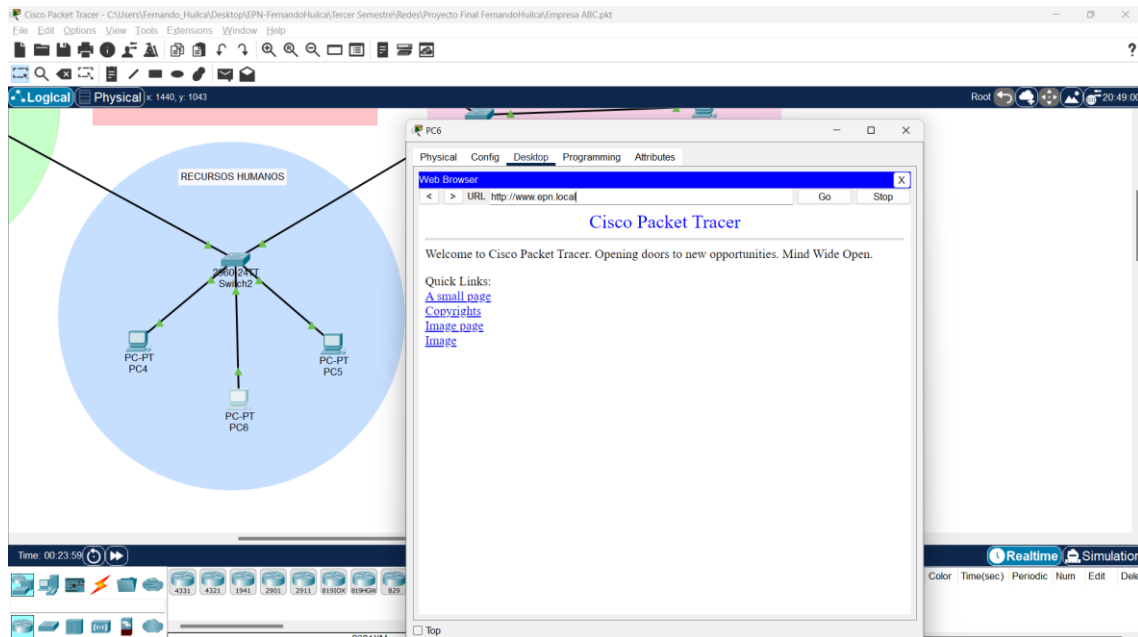 Cisco Packet Tracer - C:\Users\Fernando_Huilca\Desktop\EPN-FernandoHuilca\Tercer Semestre\Redes\Proyecto Final FernandoHuilca\Empresa ABC.pkt
File Edit Options View Tools Extensions Window Help
?
Logical Physical x: 1440, y: 1043 Root 20:49:00
RECURSOS HUMANOS
2960-24TT
Switch2
PC-PT
PC4
PC-PT
PC5
PC-PT
PC6
PC6
Physical Config Desktop Programming Attributes
Web Browser X
< > URL http://www.epn.local Go Stop
Cisco Packet Tracer
Welcome to Cisco Packet Tracer. Opening doors to new opportunities. Mind Wide Open.
Quick Links:
A small page
Copyrights
Image page
Image
Top
Time: 00:23:59 Realtime Simulation
4331 4321 1941 2901 2911 819IOX 819HGW 829
Color Time(sec) Periodic Num Edit Dele